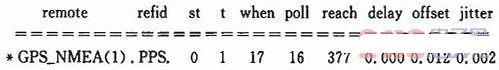 remote refid st t when poll reach delay offset jitter
==============================
* GPS_NMEA(1) . PPS. 0 1 17 16 377 0.000 0.012 0.002